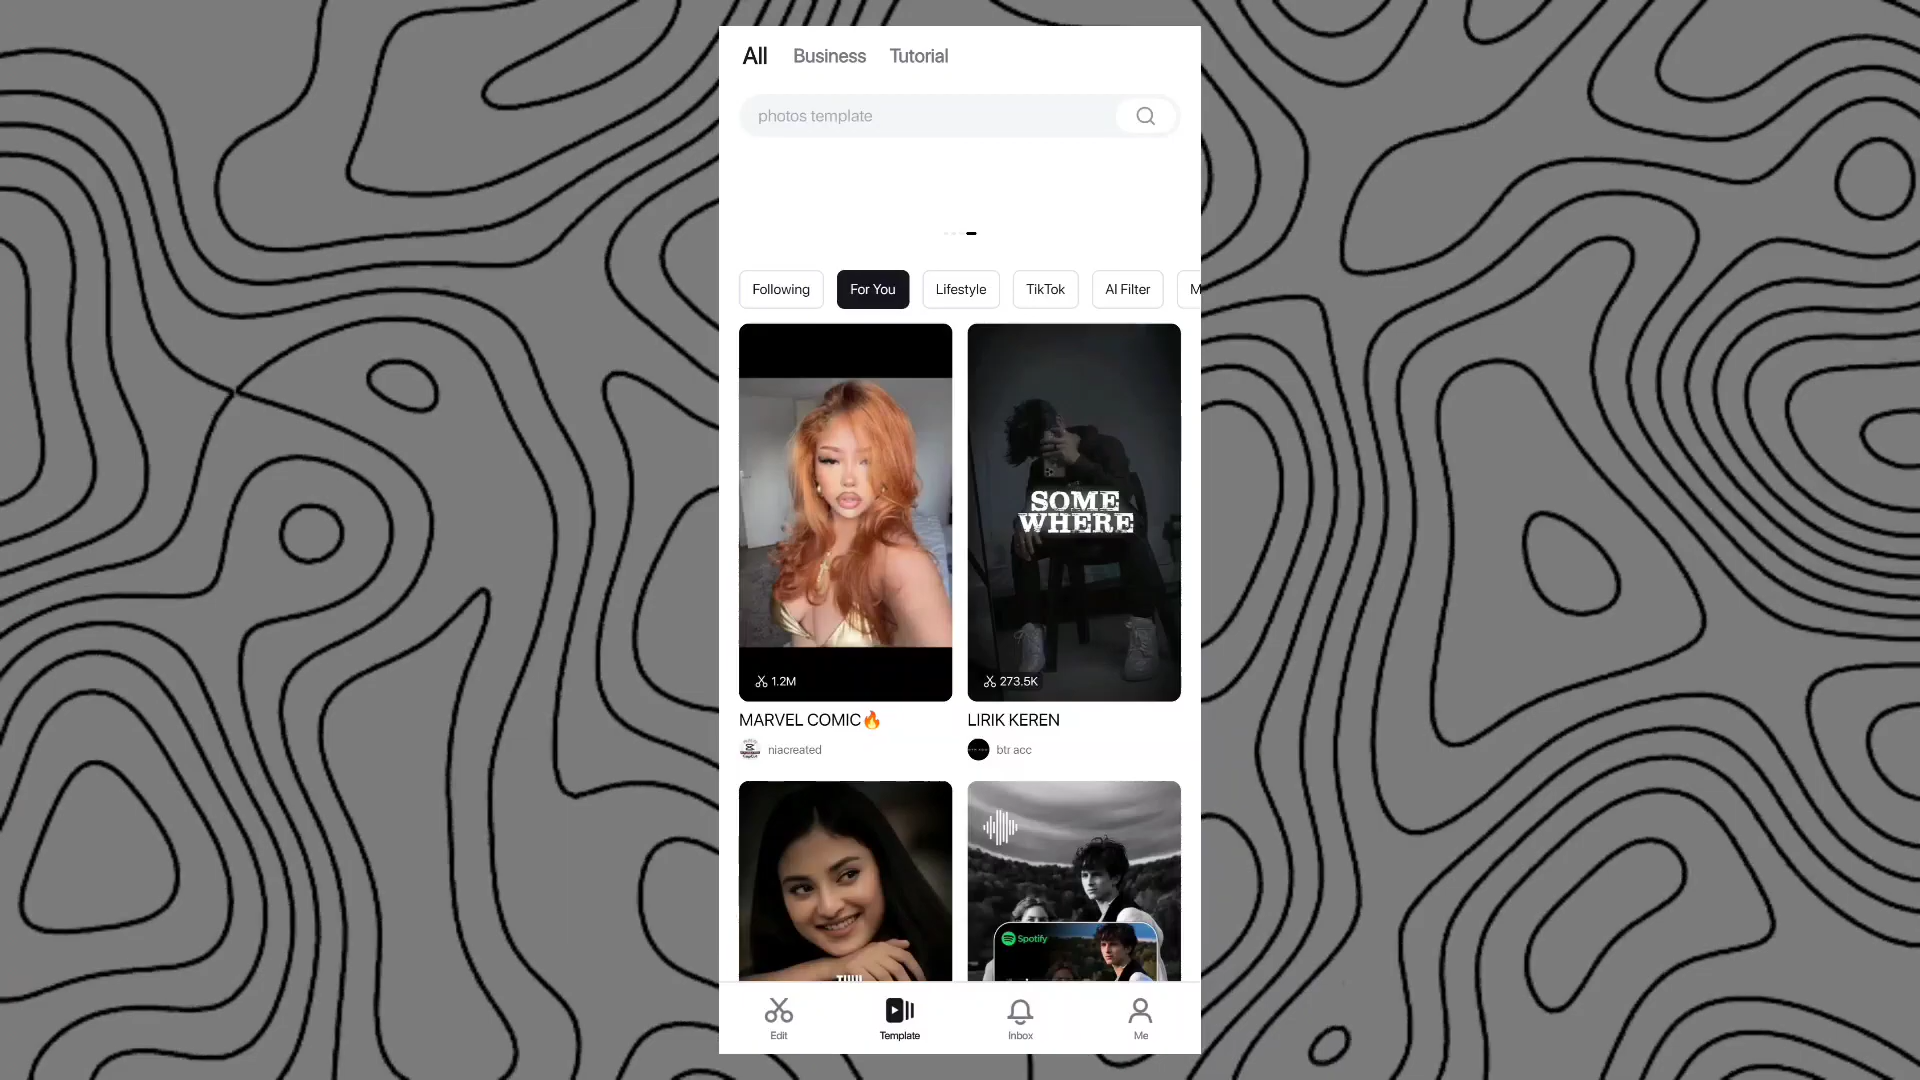 All Business Tutorial
photos template
Following For You Lifestyle TikTok AI Filter M
SOME
WHERE
1.2M 273.5K
MARVEL COMIC🔥 LIRIK KEREN
niacreated btr acc
Spotify
Edit Template Inbox Me